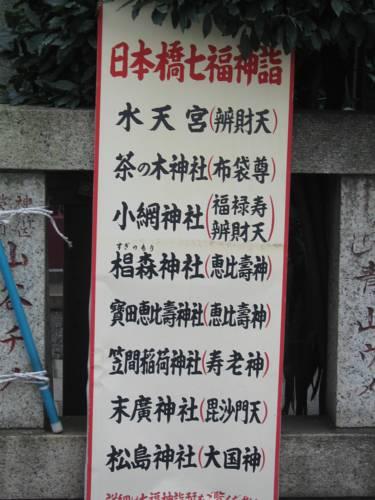 日本橋七福神詣
水天宮(辨財天)
茶の木神社(布袋尊)
小網神社(福禄寿 辨財天)
すぎのもり
椙森神社(恵比壽神)
寶田恵比壽神社(恵比壽神)
笠間稲荷神社(寿老神)
末廣神社(毘沙門天)
松島神社(大国神)